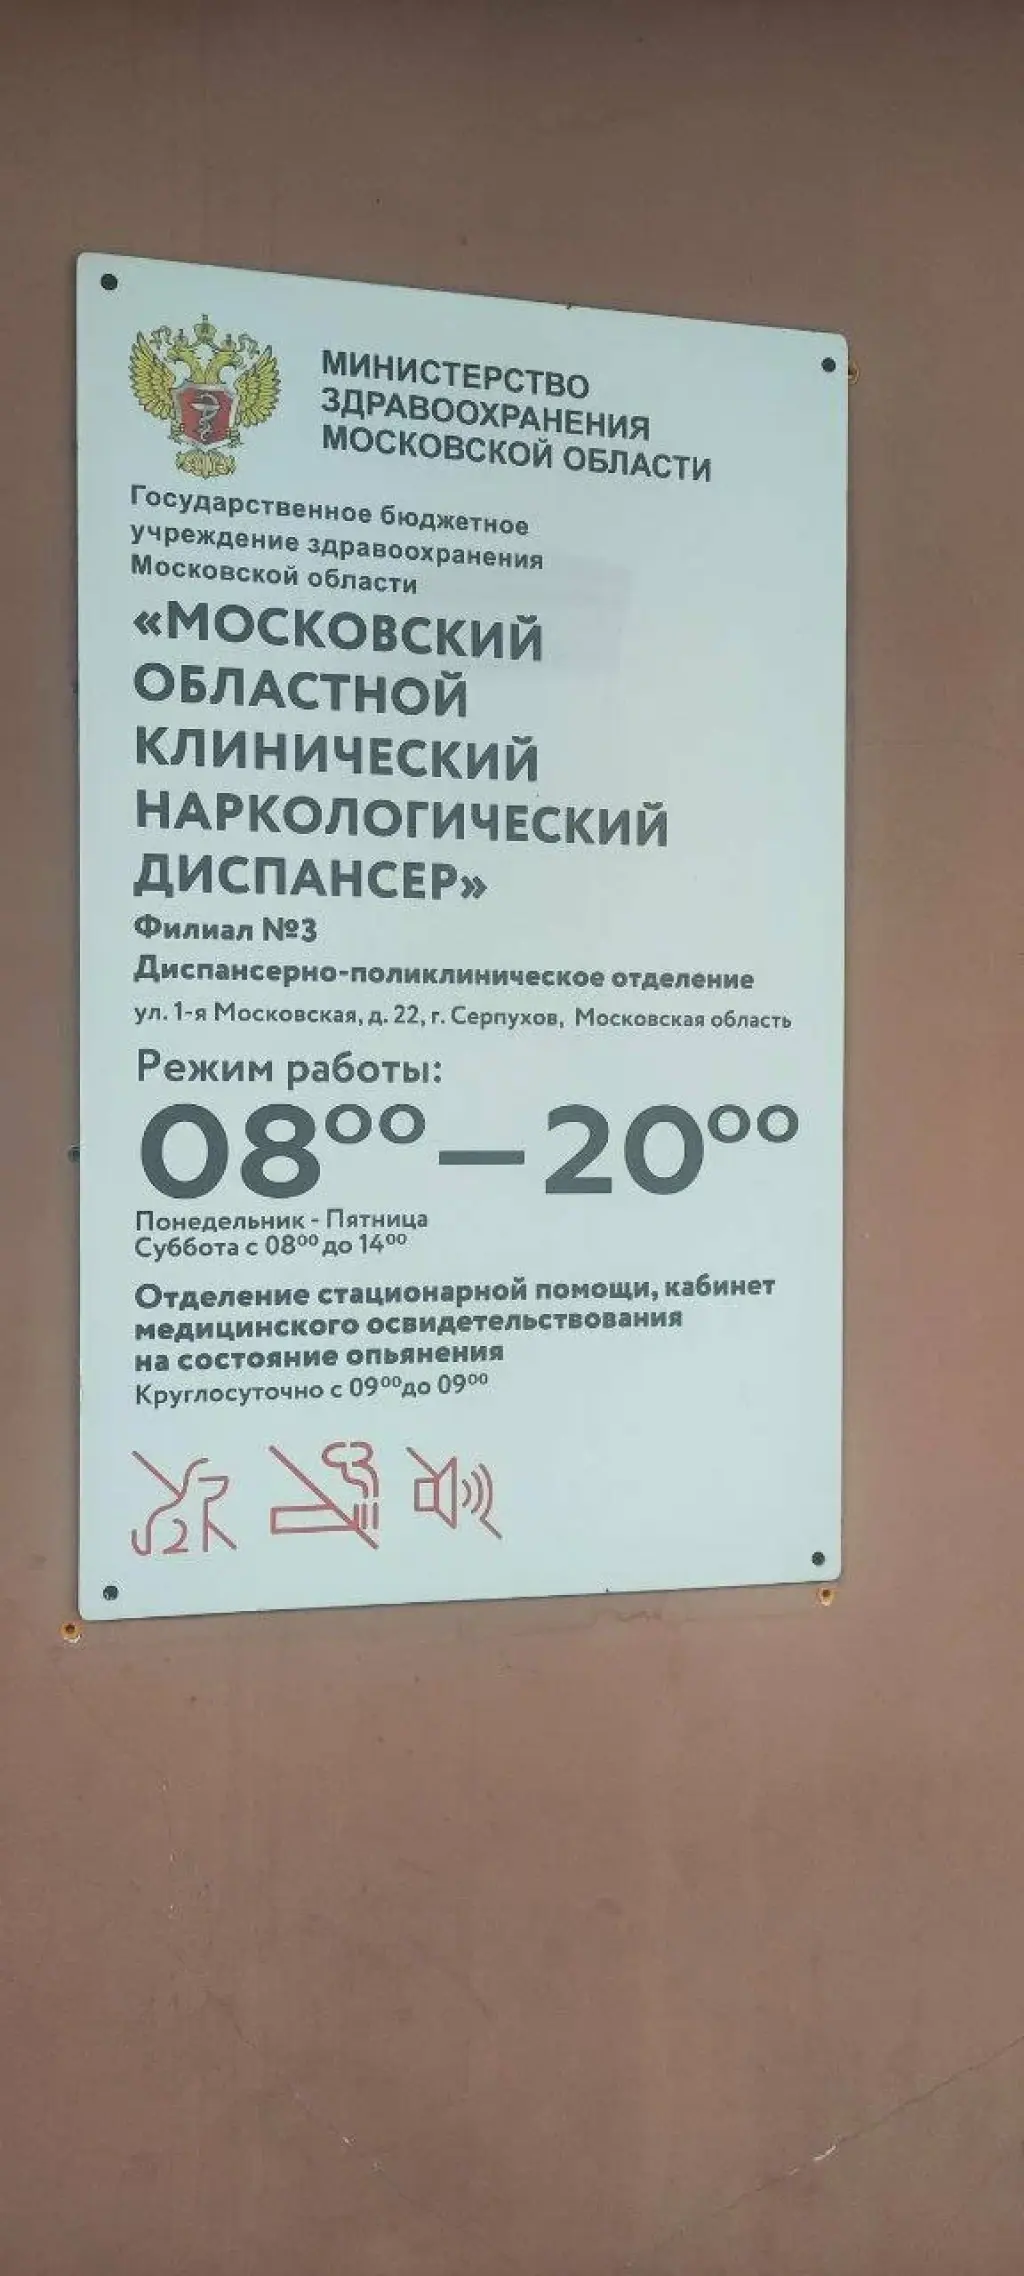 МИНИСТЕРСТВО
ЗДРАВООХРАНЕНИЯ
МОСКОВСКОЙ ОБЛАСТИ
Государственное бюджетное
учреждение здравоохранения
Московской области
«МОСКОВСКИЙ
ОБЛАСТНОЙ
КЛИНИЧЕСКИЙ
НАРКОЛОГИЧЕСКИЙ
ДИСПАНСЕР»
Филиал №3
Диспансерно-поликлиническое отделение
ул. 1-я Московская, д. 22, г. Серпухов, Московская область
Режим работы:
08⁰⁰–20⁰⁰
Понедельник - Пятница
Суббота с 08⁰⁰ до 14⁰⁰
Отделение стационарной помощи, кабинет
медицинского освидетельствования
на состояние опьянения
Круглосуточно с 09⁰⁰ до 09⁰⁰